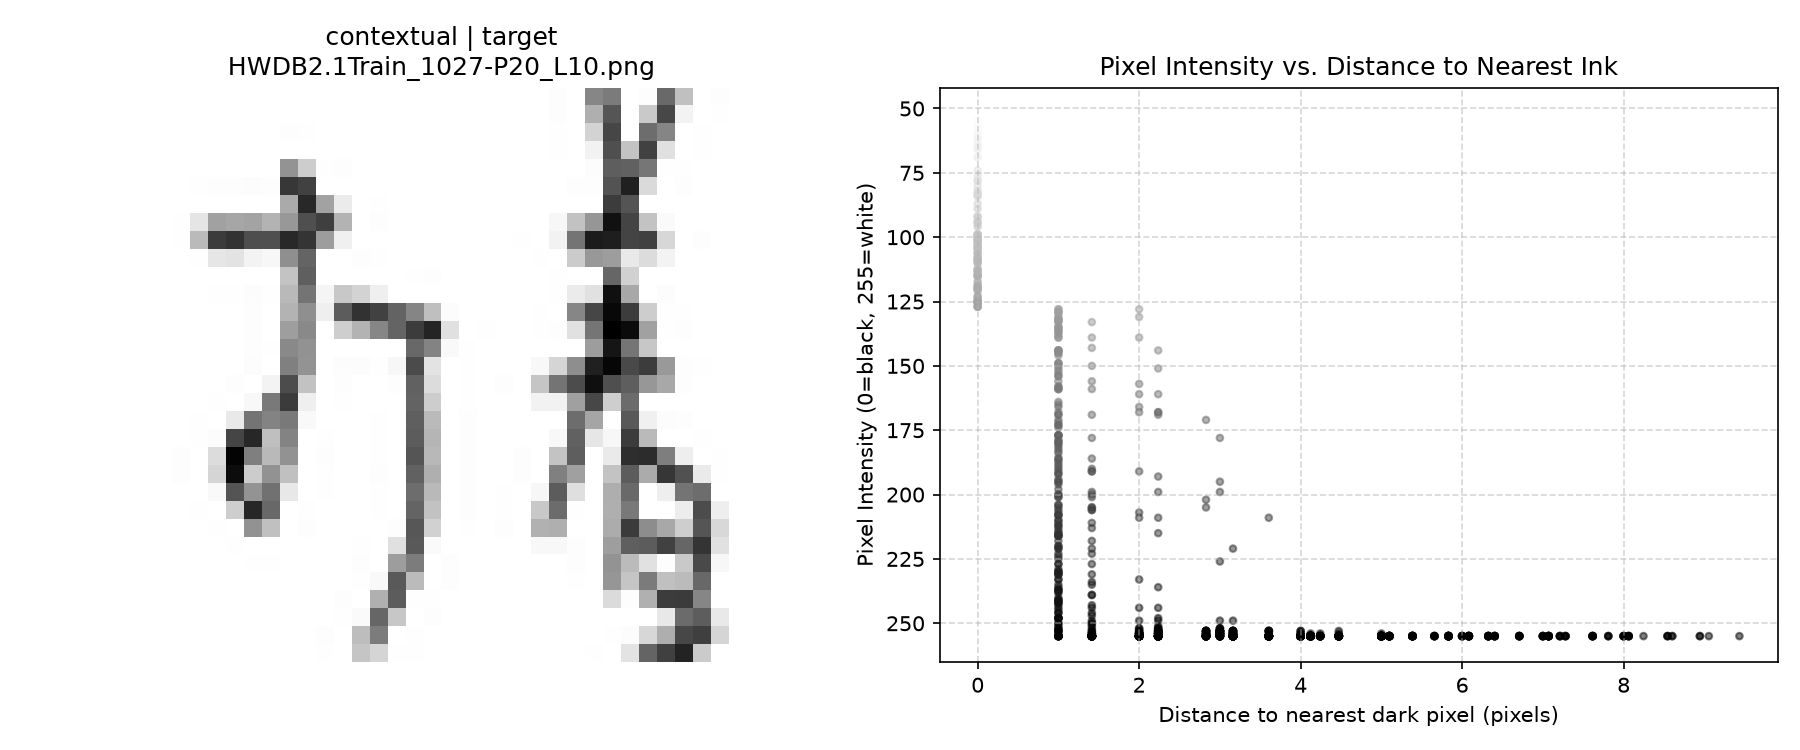 contextual | target
HWDB2.1Train_1027-P20_L10.png
着
Pixel Intensity vs. Distance to Nearest Ink
Pixel Intensity (0=black, 255=white)
50
75
100
125
150
175
200
225
250
0 2 4 6 8
Distance to nearest dark pixel (pixels)